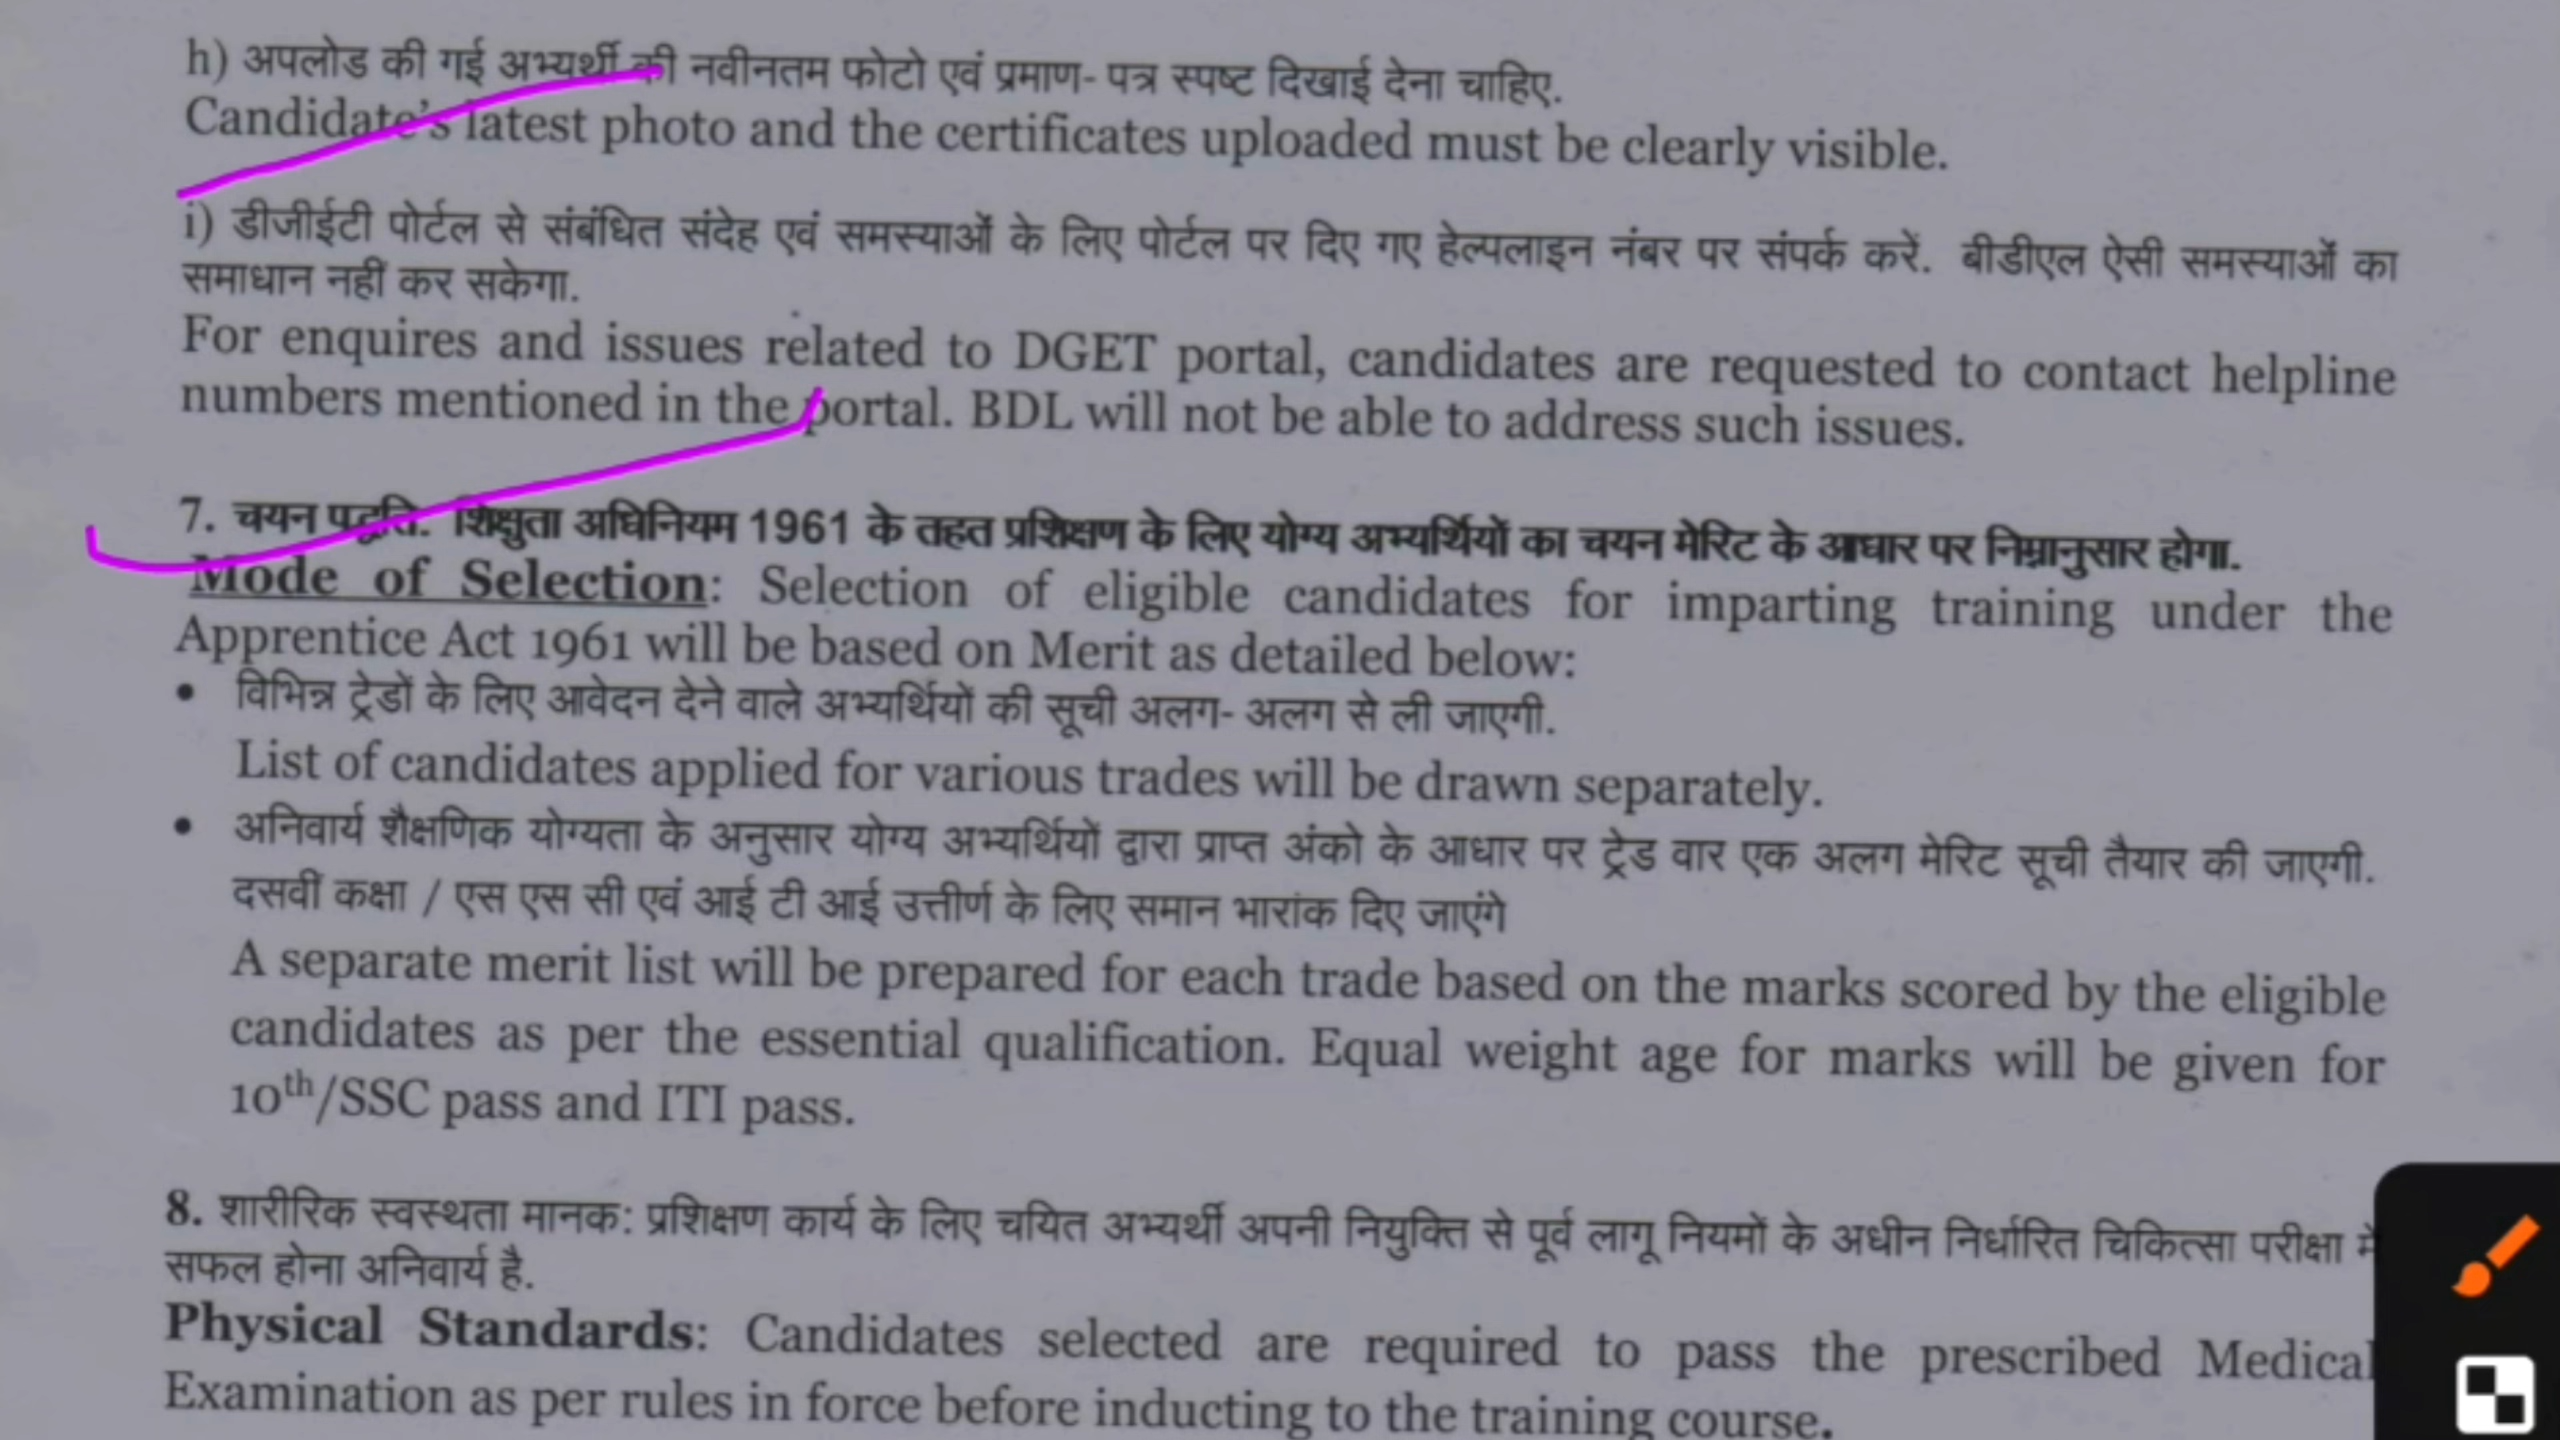 h) अपलोड की गई अभ्यर्थी की नवीनतम फोटो एवं प्रमाण- पत्र स्पष्ट दिखाई देना चाहिए.
Candidate's latest photo and the certificates uploaded must be clearly visible.
i) डीजीईटी पोर्टल से संबंधित संदेह एवं समस्याओं के लिए पोर्टल पर दिए गए हेल्पलाइन नंबर पर संपर्क करें. बीडीएल ऐसी समस्याओं का
समाधान नहीं कर सकेगा.
For enquires and issues related to DGET portal, candidates are requested to contact helpline
numbers mentioned in the portal. BDL will not be able to address such issues.
7. चयन पद्धति: शिक्षुता अधिनियम 1961 के तहत प्रशिक्षण के लिए योग्य अभ्यर्थियों का चयन मेरिट के आधार पर निम्नानुसार होगा.
Mode of Selection: Selection of eligible candidates for imparting training under the
Apprentice Act 1961 will be based on Merit as detailed below:
• विभिन्न ट्रेडों के लिए आवेदन देने वाले अभ्यर्थियों की सूची अलग- अलग से ली जाएगी.
List of candidates applied for various trades will be drawn separately.
• अनिवार्य शैक्षणिक योग्यता के अनुसार योग्य अभ्यर्थियों द्वारा प्राप्त अंको के आधार पर ट्रेड वार एक अलग मेरिट सूची तैयार की जाएगी.
दसवीं कक्षा / एस एस सी एवं आई टी आई उत्तीर्ण के लिए समान भारांक दिए जाएंगे
A separate merit list will be prepared for each trade based on the marks scored by the eligible
candidates as per the essential qualification. Equal weight age for marks will be given for
10th/SSC pass and ITI pass.
8. शारीरिक स्वस्थता मानक: प्रशिक्षण कार्य के लिए चयित अभ्यर्थी अपनी नियुक्ति से पूर्व लागू नियमों के अधीन निर्धारित चिकित्सा परीक्षा में
सफल होना अनिवार्य है.
Physical Standards: Candidates selected are required to pass the prescribed Medical
Examination as per rules in force before inducting to the training course.